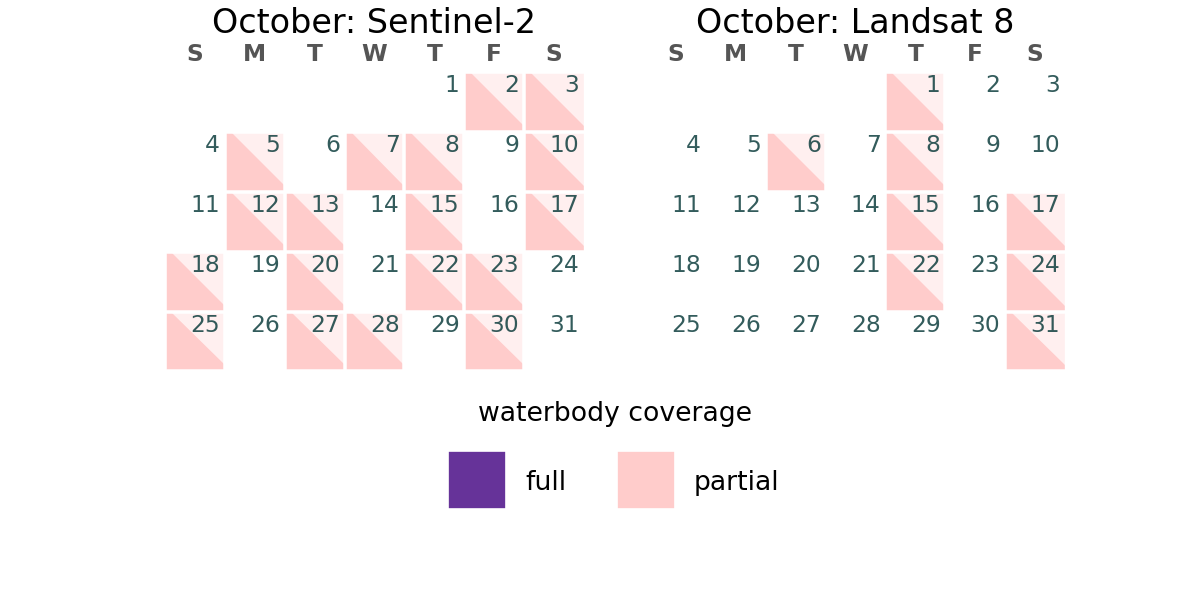 October: Sentinel-2
S M T W T F S
1 2 3
4 5 6 7 8 9 10
11 12 13 14 15 16 17
18 19 20 21 22 23 24
25 26 27 28 29 30 31
October: Landsat 8
S M T W T F S
1 2 3
4 5 6 7 8 9 10
11 12 13 14 15 16 17
18 19 20 21 22 23 24
25 26 27 28 29 30 31
waterbody coverage
full partial